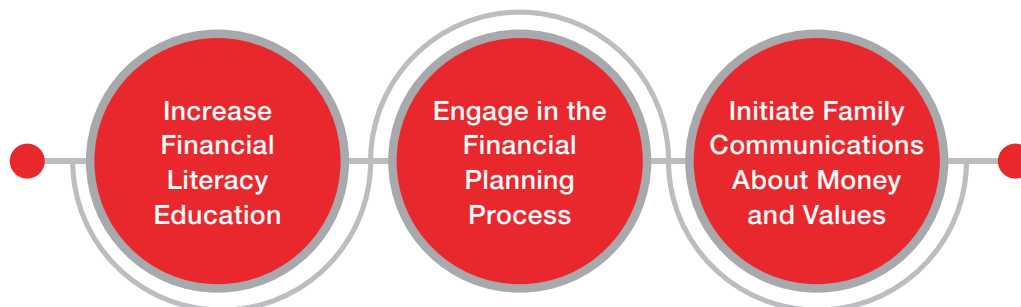 Increase
Financial
Literacy
Education
Engage in the
Financial
Planning
Process
Initiate Family
Communications
About Money
and Values